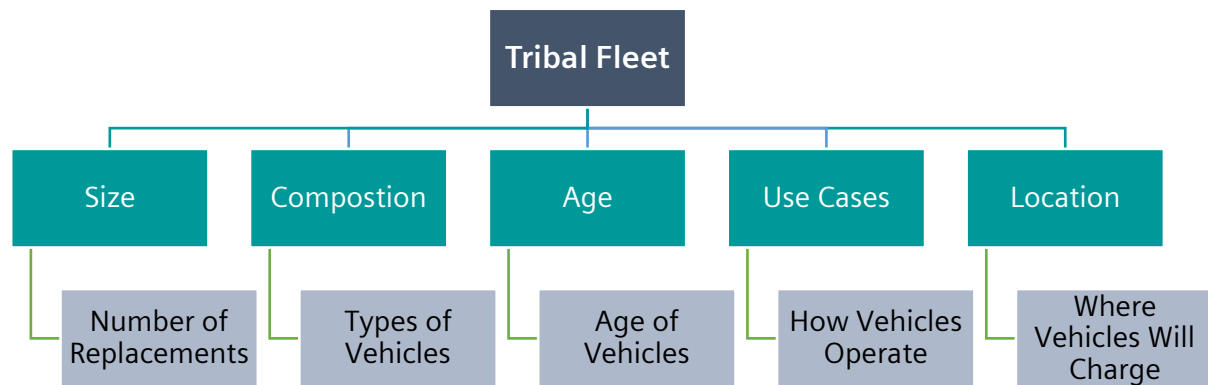 Tribal Fleet
Size
Compostion
Age
Use Cases
Location
Number of
Replacements
Types of
Vehicles
Age of
Vehicles
How Vehicles
Operate
Where
Vehicles Will
Charge